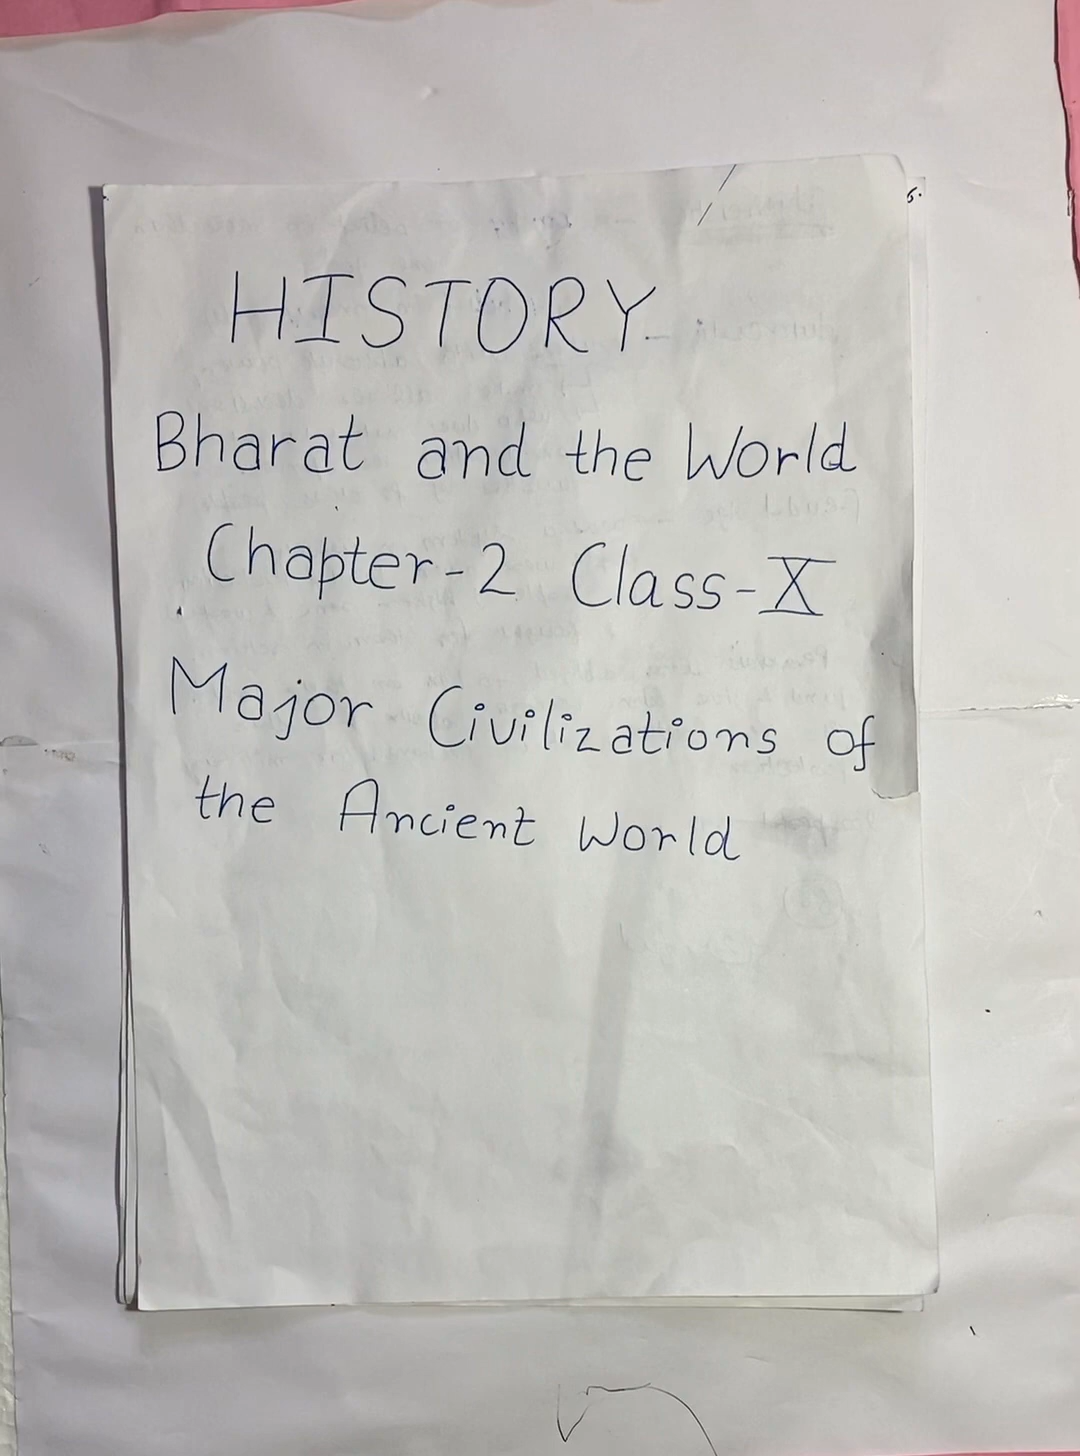 HISTORY
Bharat and the World
Chapter-2 Class-X
Major Civilizations of
the Ancient World